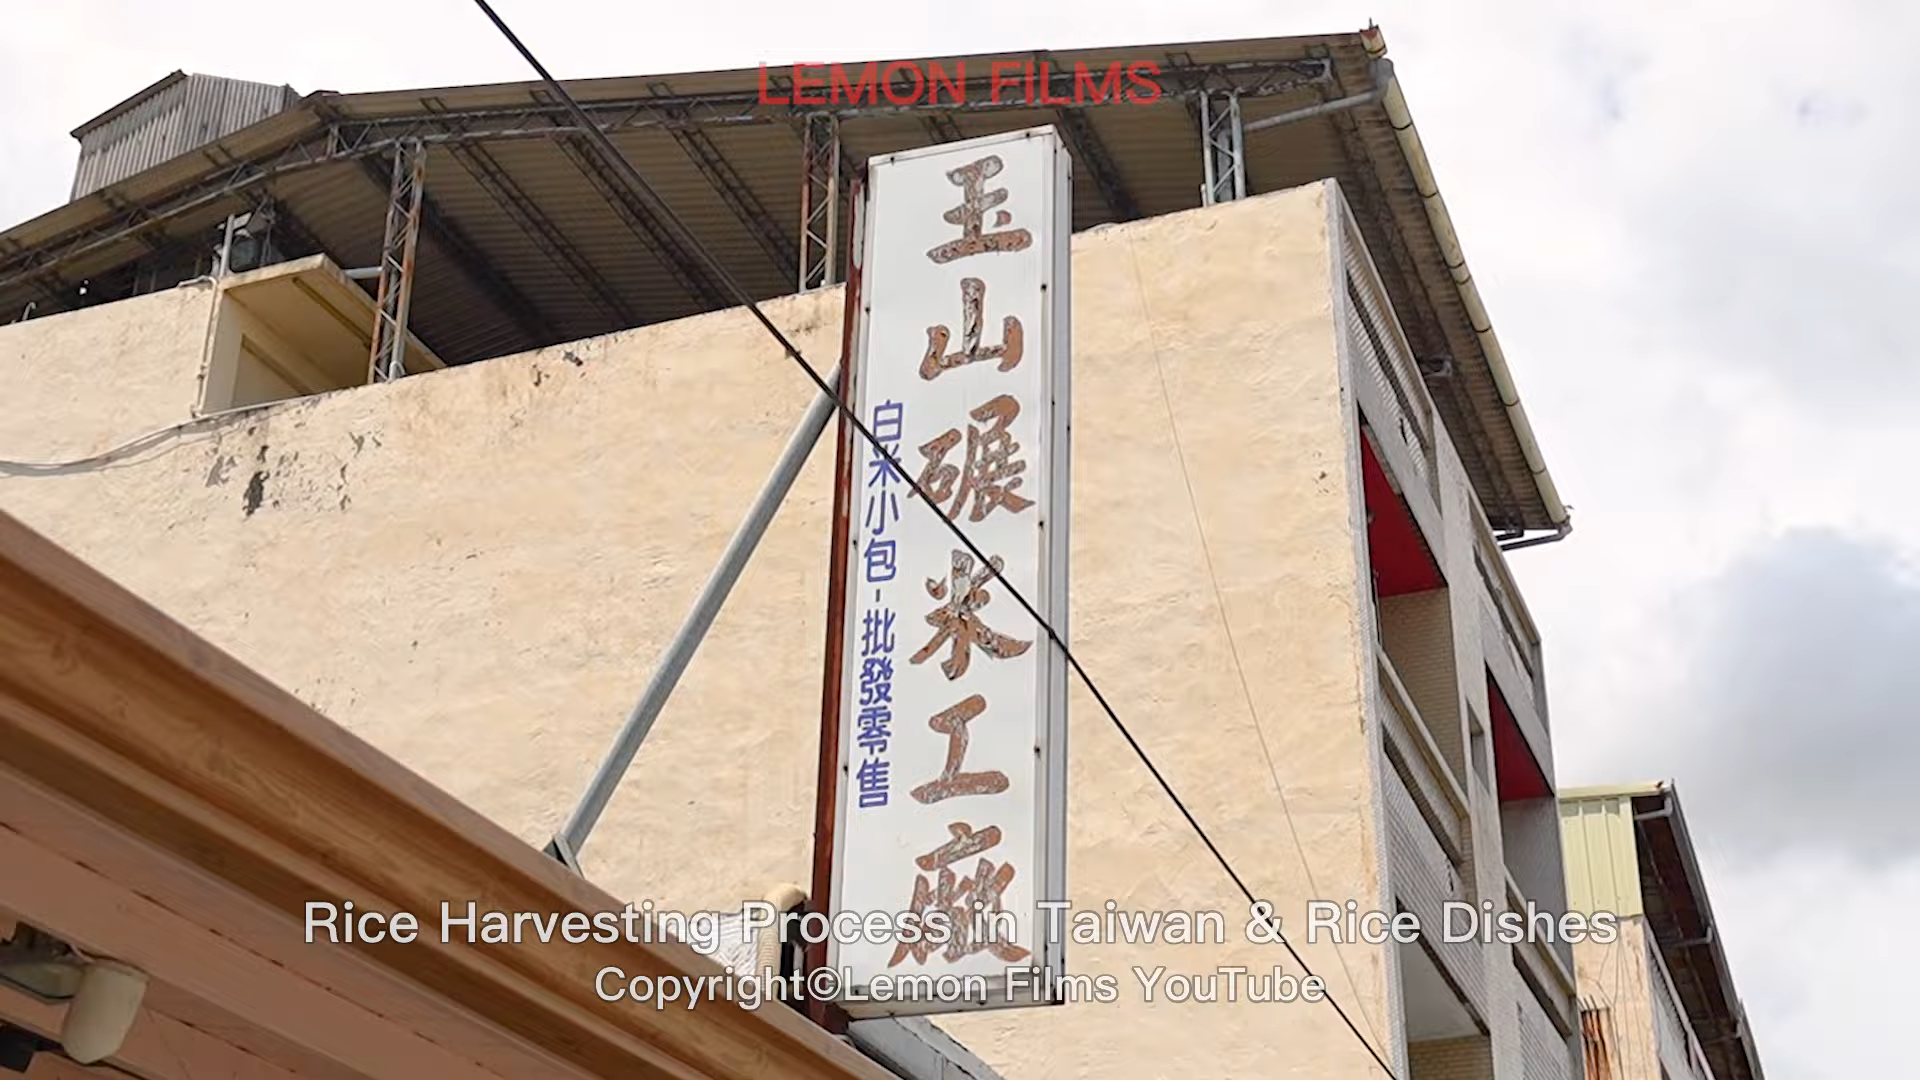 LEMON FILMS
玉山碾米工廠
白米小包-批發零售
Rice Harvesting Process in Taiwan & Rice Dishes
Copyright©Lemon Films YouTube